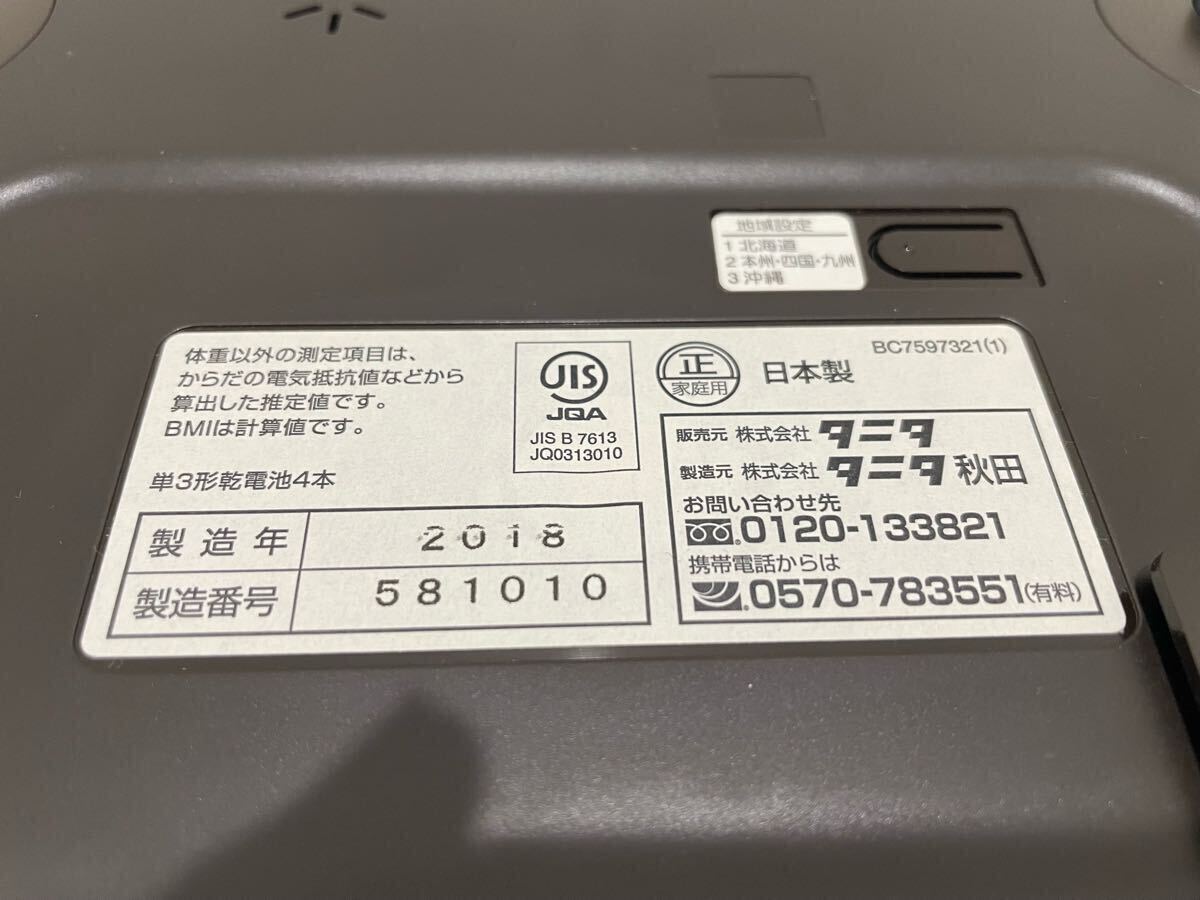 地域設定
1 北海道
2 本州・四国・九州
3 沖縄
体重以外の測定項目は、
からだの電気抵抗値などから
算出した推定値です。
BMIは計算値です。
単3形乾電池4本
製造年 2018
製造番号 581010
JIS
JQA
JIS B 7613
JQ0313010
正
家庭用
日本製
BC7597321(1)
販売元 株式会社 タニタ
製造元 株式会社 タニタ秋田
お問い合わせ先
0120-133821
携帯電話からは
0570-783551(有料)